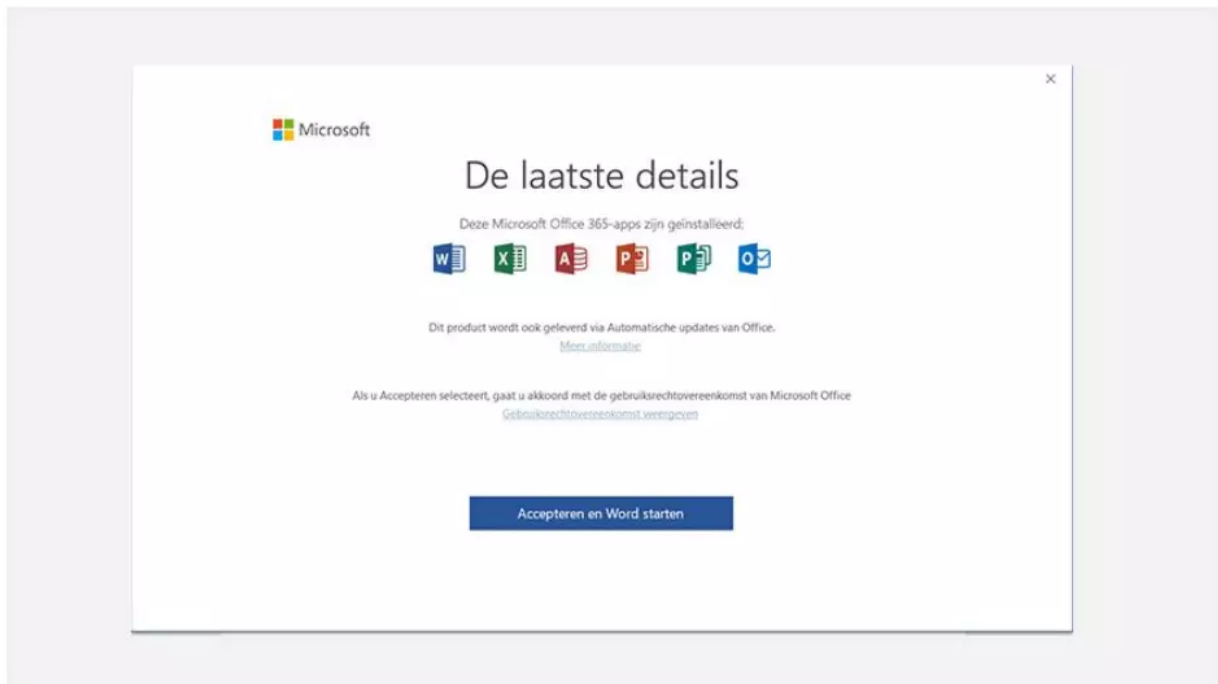 Microsoft
De laatste details
Deze Microsoft Office 365-apps zijn geïnstalleerd:
W X A P P O
Dit product wordt ook geleverd via Automatische updates van Office.
Meer informatie
Als u Accepteren selecteert, gaat u akkoord met de gebruiksrechtovereenkomst van Microsoft Office
Gebruiksrechtovereenkomst weergeven
Accepteren en Word starten